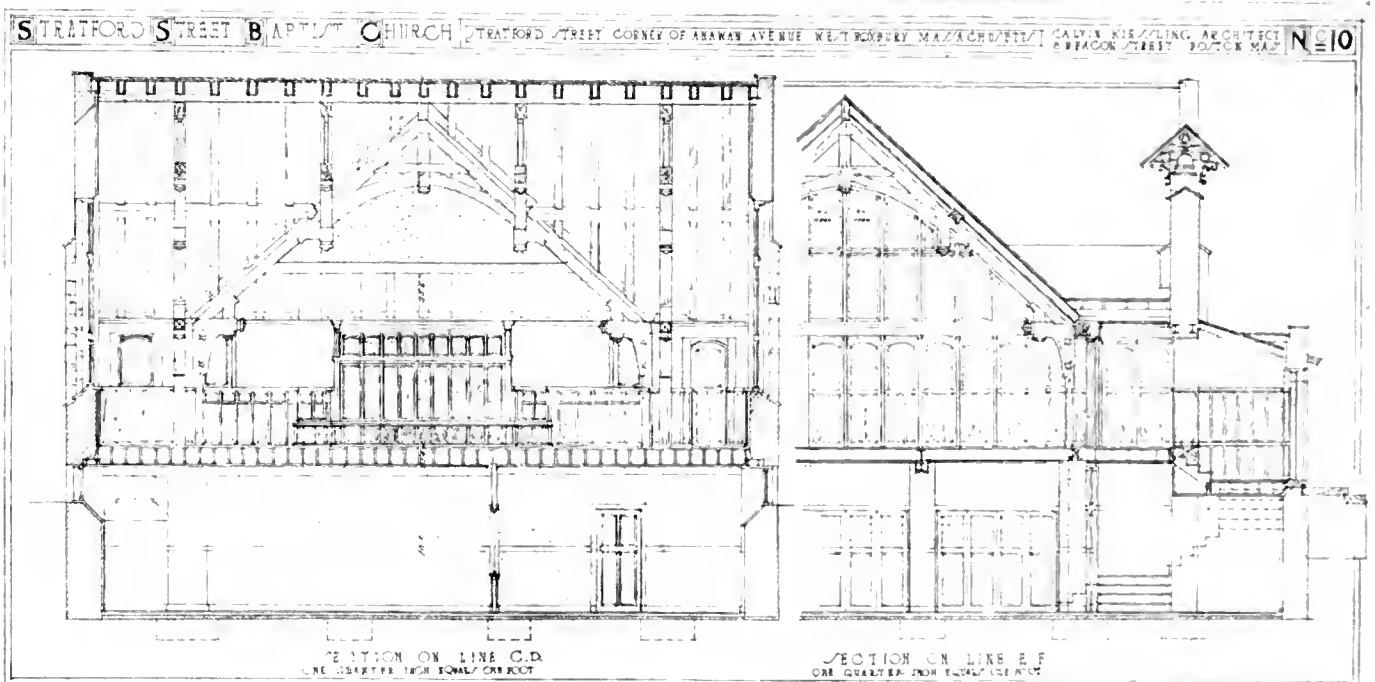 STRATFORD STREET BAPTIST CHURCH
STRATFORD STREET CORNER OF ANAWAN AVENUE WEST ROXBURY MASSACHUSETTS
CALVIN KIESSLING ARCHITECT
8 BEACON STREET BOSTON MASS
No 10
SECTION ON LINE C.D.
ONE QUARTER INCH EQUALS ONE FOOT
SECTION ON LINE E F
ONE QUARTER INCH EQUALS ONE FOOT